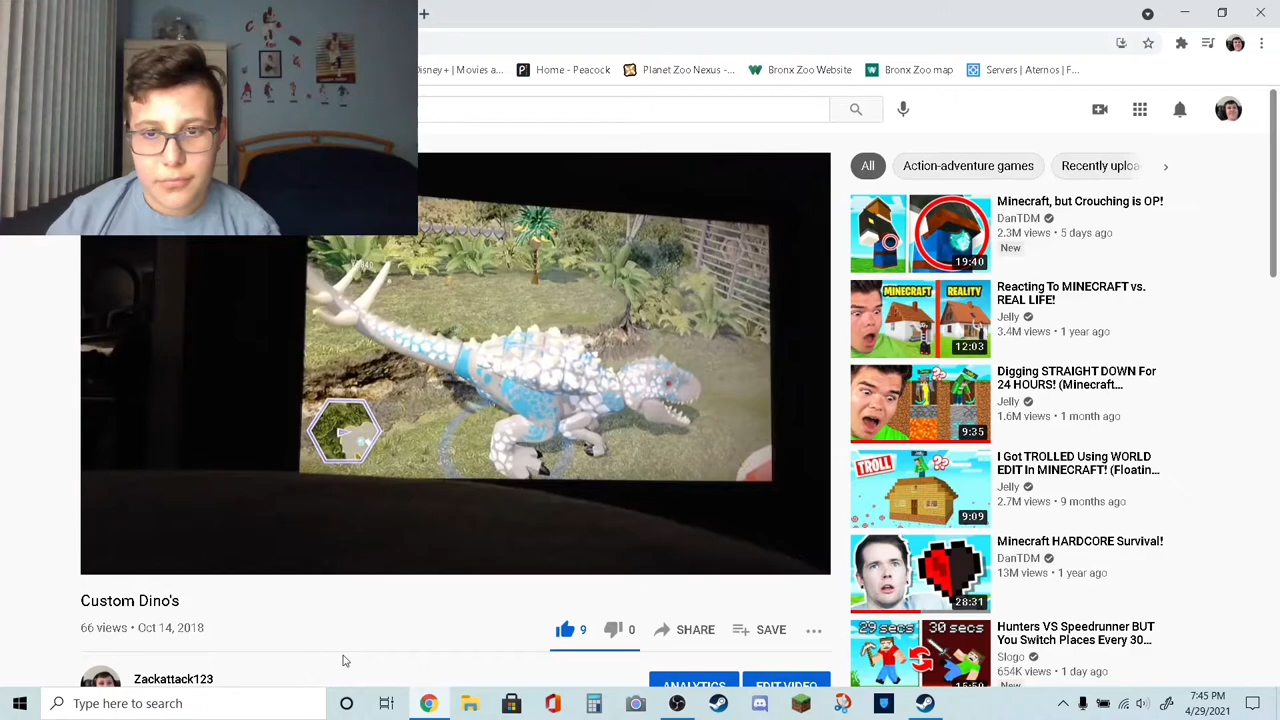 Disney+ | Movies a...
Home - Peacock
Planet Zoo Nexus -...
Bronx Zoo Website
Bronx Zoo map
Servers | Aternos | F...
All
Action-adventure games
Recently uploa
Minecraft, but Crouching is OP!
DanTDM
2.3M views • 5 days ago
New
19:40
MINECRAFT
REALITY
12:03
Reacting To MINECRAFT vs.
REAL LIFE!
Jelly
3.4M views • 1 year ago
9:35
Digging STRAIGHT DOWN For
24 HOURS! (Minecraft...
Jelly
1.6M views • 1 month ago
TROLL
9:09
I Got TROLLED Using WORLD
EDIT In MINECRAFT! (Floatin...
Jelly
2.7M views • 9 months ago
28:31
Minecraft HARDCORE Survival!
DanTDM
13M views • 1 year ago
29 secs
30 secs
15:50
Hunters VS Speedrunner BUT
You Switch Places Every 30...
Slogo
654K views • 1 day ago
Custom Dino's
66 views • Oct 14, 2018
9
0
SHARE
SAVE
Zackattack123
ANALYTICS
EDIT VIDEO
Type here to search
7:45 PM
4/29/2021